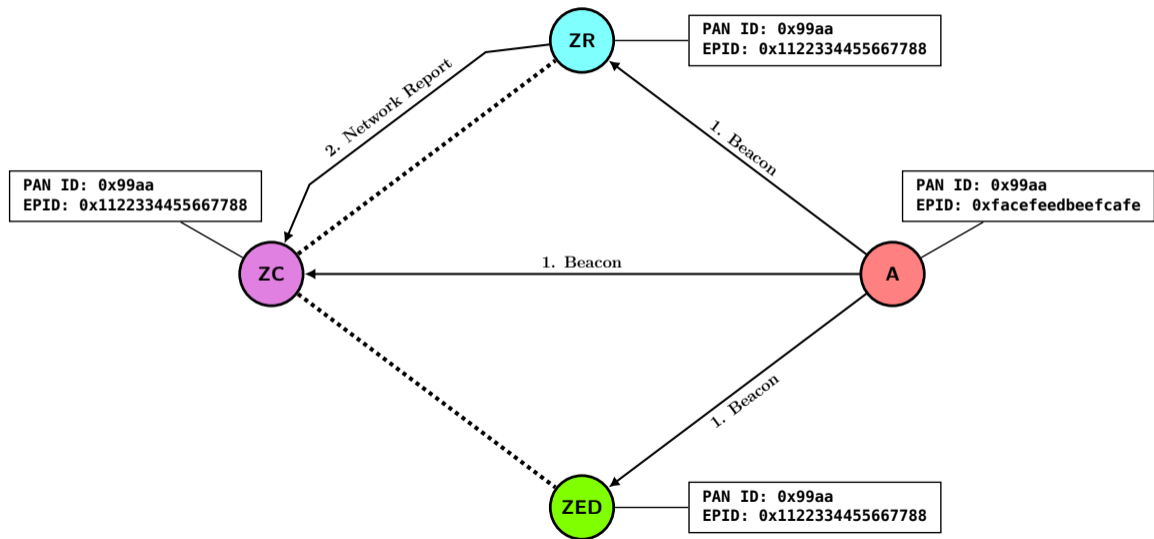 ZR
PAN ID: 0x99aa
EPID: 0x1122334455667788
2. Network Report
1. Beacon
PAN ID: 0x99aa
EPID: 0x1122334455667788
PAN ID: 0x99aa
EPID: 0xfacefeedbeefcafe
ZC
1. Beacon
A
1. Beacon
ZED
PAN ID: 0x99aa
EPID: 0x1122334455667788